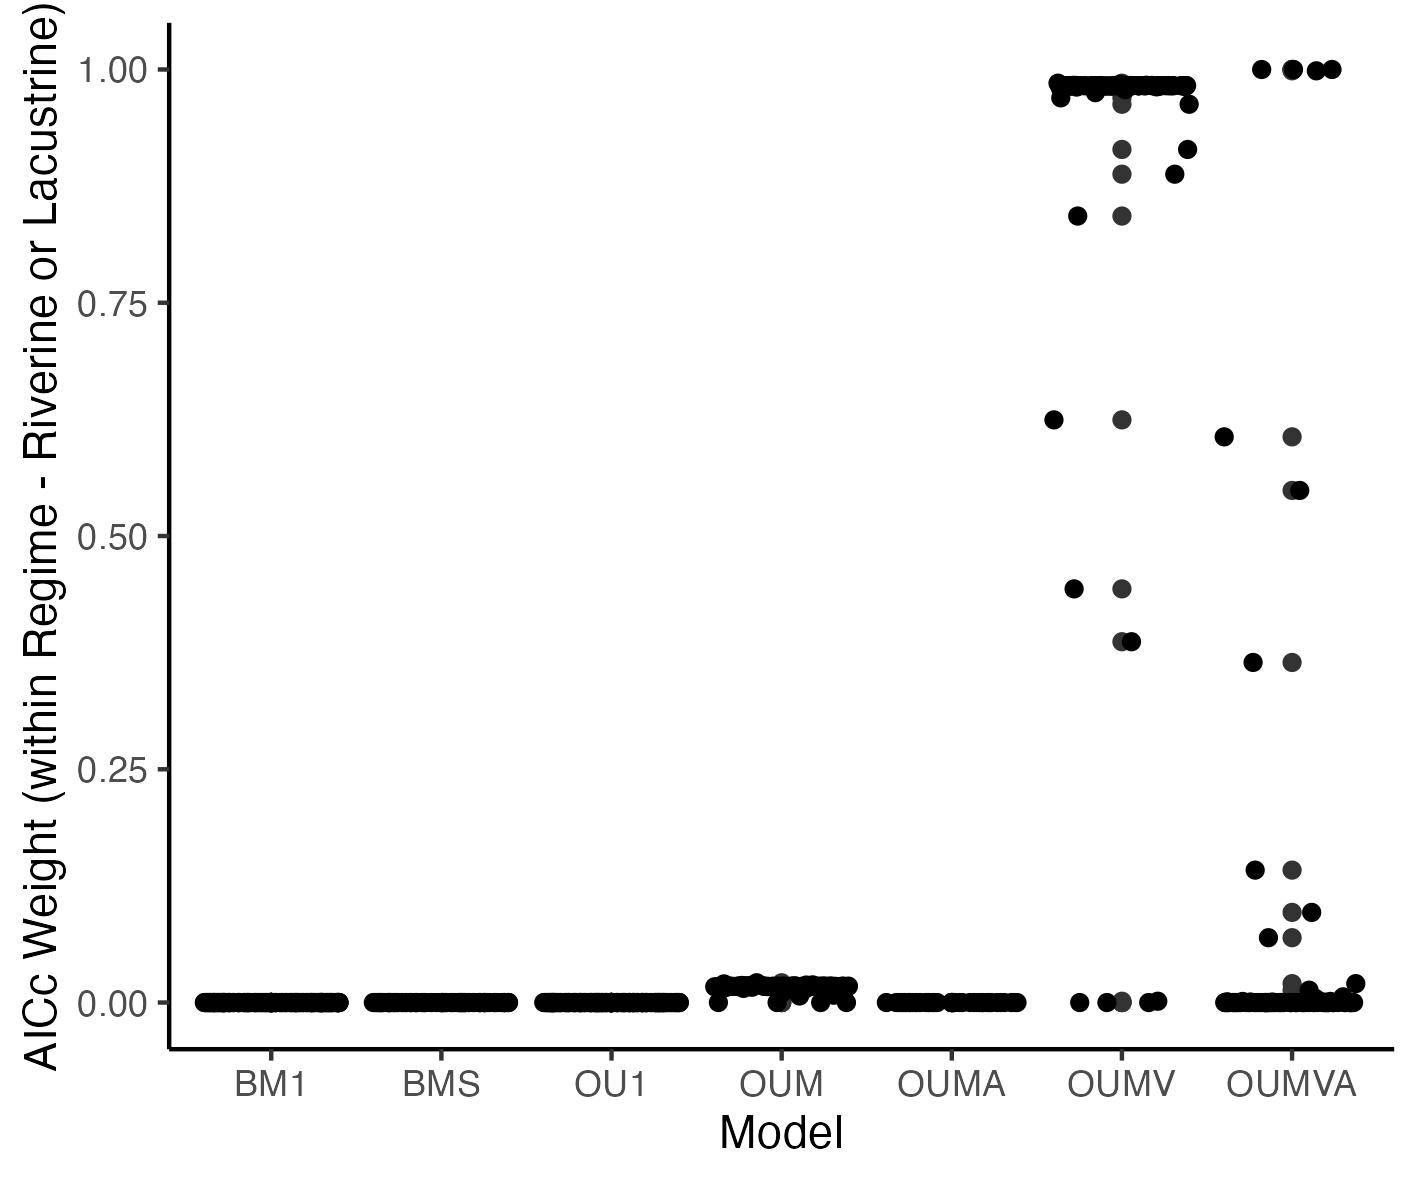 AICc Weight (within Regime - Riverine or Lacustrine)
1.00
0.75
0.50
0.25
0.00
BM1 BMS OU1 OUM OUMA OUMV OUMVA
Model